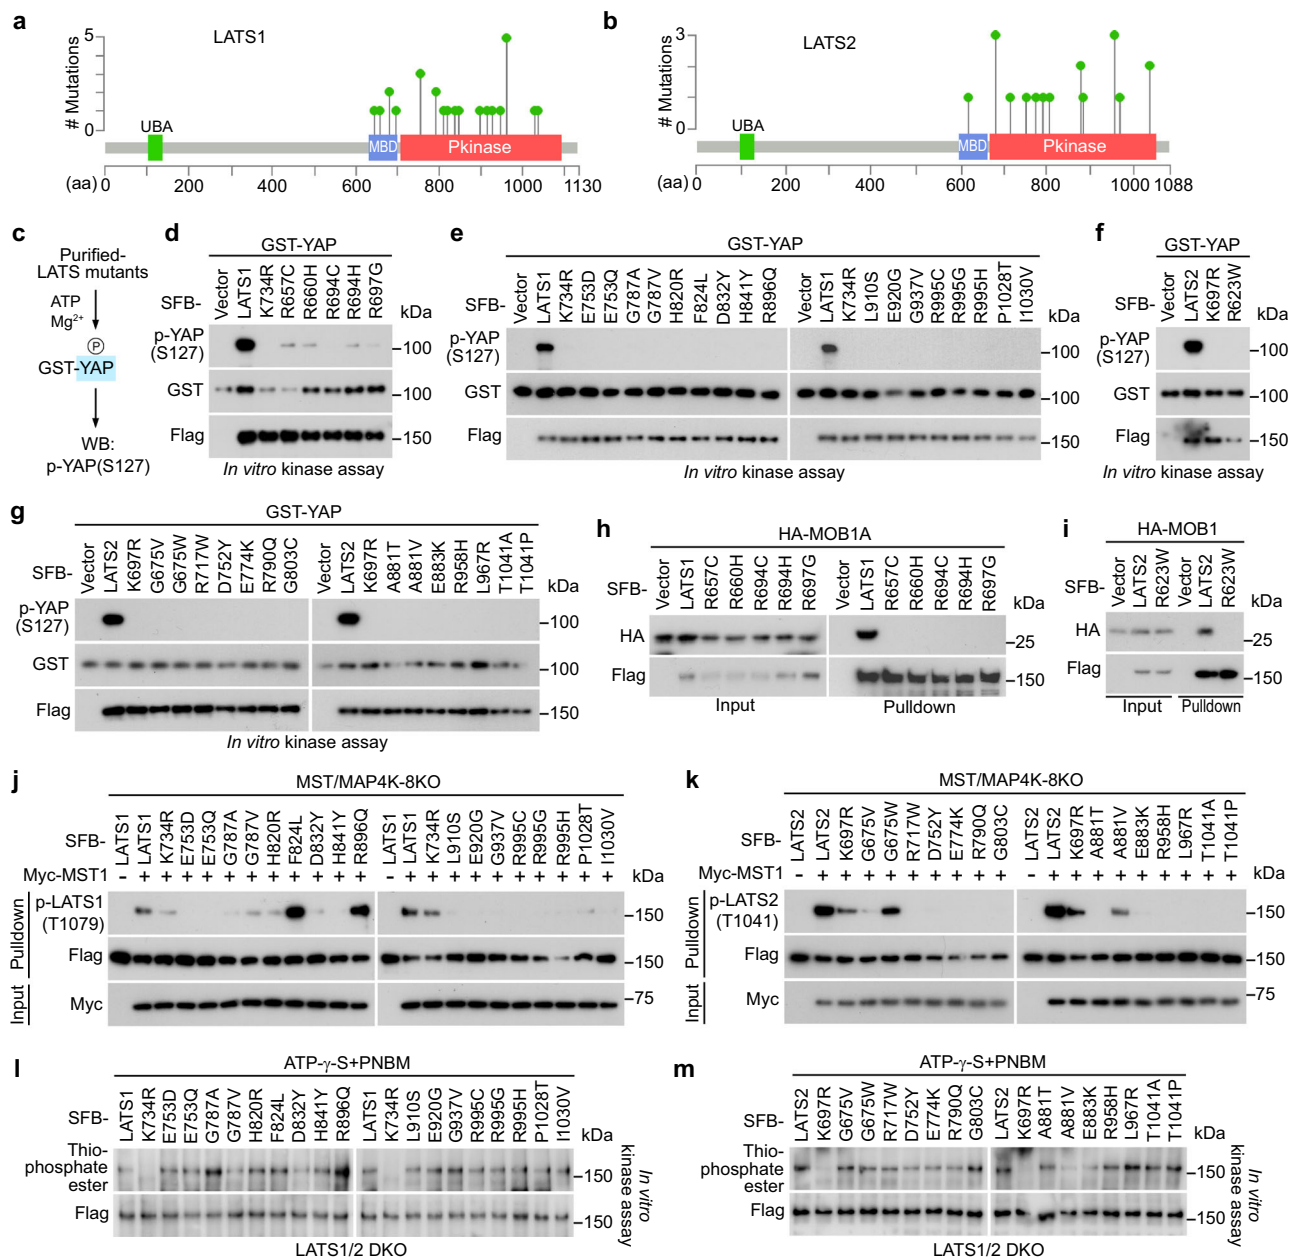 a
LATS1
# Mutations
5
0
UBA
MBD
Pkinase
(aa)
0
200
400
600
800
1000
1130
b
LATS2
# Mutations
3
0
UBA
MBD
Pkinase
(aa)
0
200
400
600
800
1000
1088
c
Purified-
LATS mutants
ATP
Mg2+
P
GST-YAP
WB:
p-YAP(S127)
d
GST-YAP
SFB-
Vector LATS1 K734R R657C R660H R694C R694H R697G
kDa
p-YAP
(S127)
-100
GST
-100
Flag
-150
In vitro kinase assay
e
GST-YAP
SFB-
Vector LATS1 K734R E753D E753Q G787A G787V H820R F824L D832Y H841Y R896Q
Vector LATS1 K734R L910S E920G G937V R995C R995G R995H P1028T I1030V
kDa
p-YAP
(S127)
-100
GST
-100
Flag
-150
In vitro kinase assay
f
GST-YAP
SFB-
Vector LATS2 K697R R623W
kDa
p-YAP
(S127)
-100
GST
-100
Flag
-150
In vitro kinase assay
g
GST-YAP
SFB-
Vector LATS2 K697R G675V G675W R717W D752Y E774K R790Q G803C
Vector LATS2 K697R A881T A881V E883K R958H L967R T1041A T1041P
kDa
p-YAP
(S127)
-100
GST
-100
Flag
-150
In vitro kinase assay
h
HA-MOB1A
SFB-
Vector LATS1 R657C R660H R694C R694H R697G
Vector LATS1 R657C R660H R694C R694H R697G
kDa
HA
-25
Flag
-150
Input
Pulldown
i
HA-MOB1
SFB-
Vector LATS2 R623W Vector LATS2 R623W
kDa
HA
-25
Flag
-150
Input
Pulldown
j
MST/MAP4K-8KO
SFB-
LATS1 LATS1 K734R E753D E753Q G787A G787V H820R F824L D832Y H841Y R896Q
LATS1 LATS1 K734R L910S E920G G937V R995C R995G R995H P1028T I1030V
Myc-MST1
- + + + + + + + + + + +
- + + + + + + + + + +
kDa
Pulldown
p-LATS1
(T1079)
-150
Flag
-150
Input
Myc
-75
k
MST/MAP4K-8KO
SFB-
LATS2 LATS2 K697R G675V G675W R717W D752Y E774K R790Q G803C
LATS2 LATS2 K697R A881T A881V E883K R958H L967R T1041A T1041P
Myc-MST1
- + + + + + + + + +
- + + + + + + + + +
kDa
Pulldown
p-LATS2
(T1041)
-150
Flag
-150
Input
Myc
-75
l
ATP-γ-S+PNBM
SFB-
LATS1 K734R E753D E753Q G787A G787V H820R F824L D832Y H841Y R896Q
LATS1 K734R L910S E920G G937V R995C R995G R995H P1028T I1030V
kDa
Thio-
phosphate
ester
-150
Flag
-150
In vitro
kinase assay
LATS1/2 DKO
m
ATP-γ-S+PNBM
SFB-
LATS2 K697R G675V G675W R717W D752Y E774K R790Q G803C
LATS2 K697R A881T A881V E883K R958H L967R T1041A T1041P
kDa
Thio-
phosphate
ester
-150
Flag
-150
In vitro
kinase assay
LATS1/2 DKO